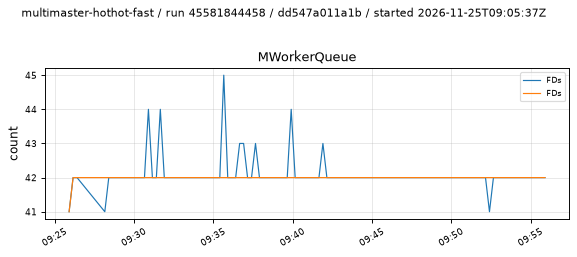 multimaster-hothot-fast / run 45581844458 / dd547a011a1b / started 2026-11-25T09:05:37Z
MWorkerQueue
count
45
44
43
42
41
FDs
FDs
09:25
09:30
09:35
09:40
09:45
09:50
09:55